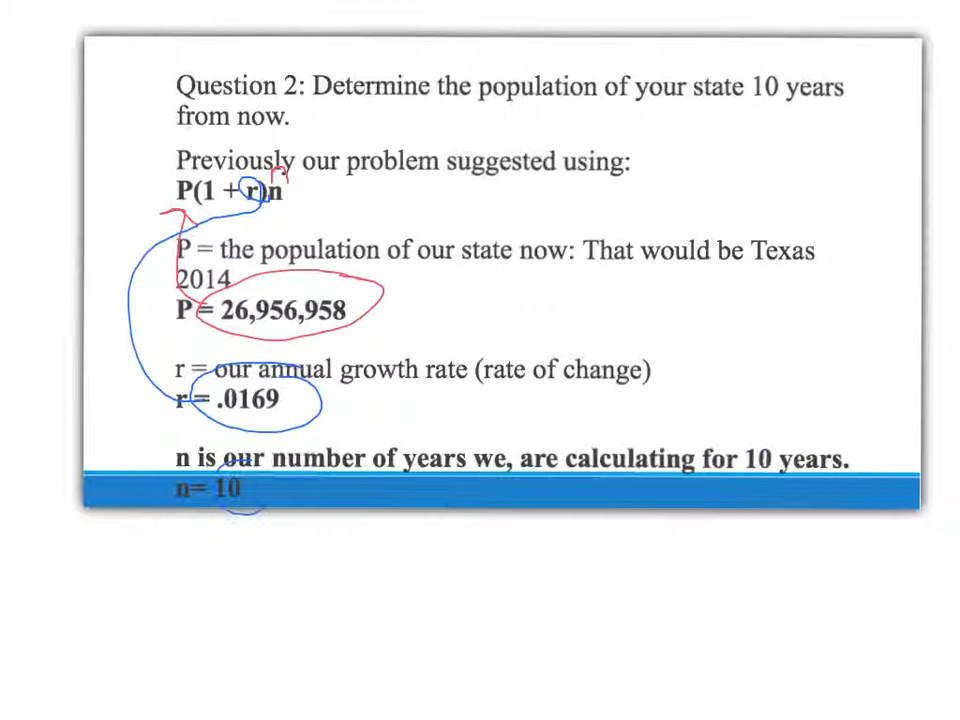 Question 2: Determine the population of your state 10 years
from now.
Previously our problem suggested using:
P(1 + r)n
P = the population of our state now: That would be Texas
2014
P = 26,956,958
r = our annual growth rate (rate of change)
r = .0169
n is our number of years we, are calculating for 10 years.
n= 10